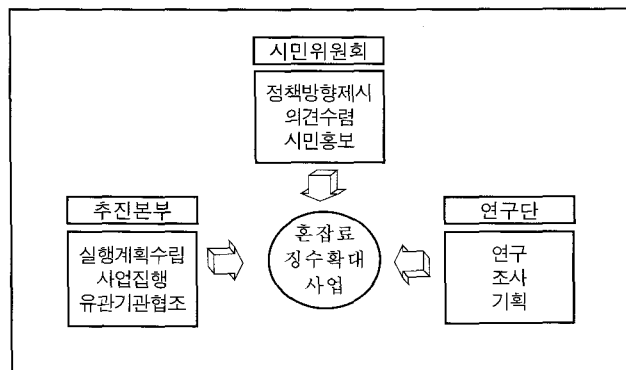 시민위원회
정책방향제시
의견수렴
시민홍보
추진본부
실행계획수립
사업집행
유관기관협조
혼잡료
징수확대
사업
연구단
연구
조사
기획